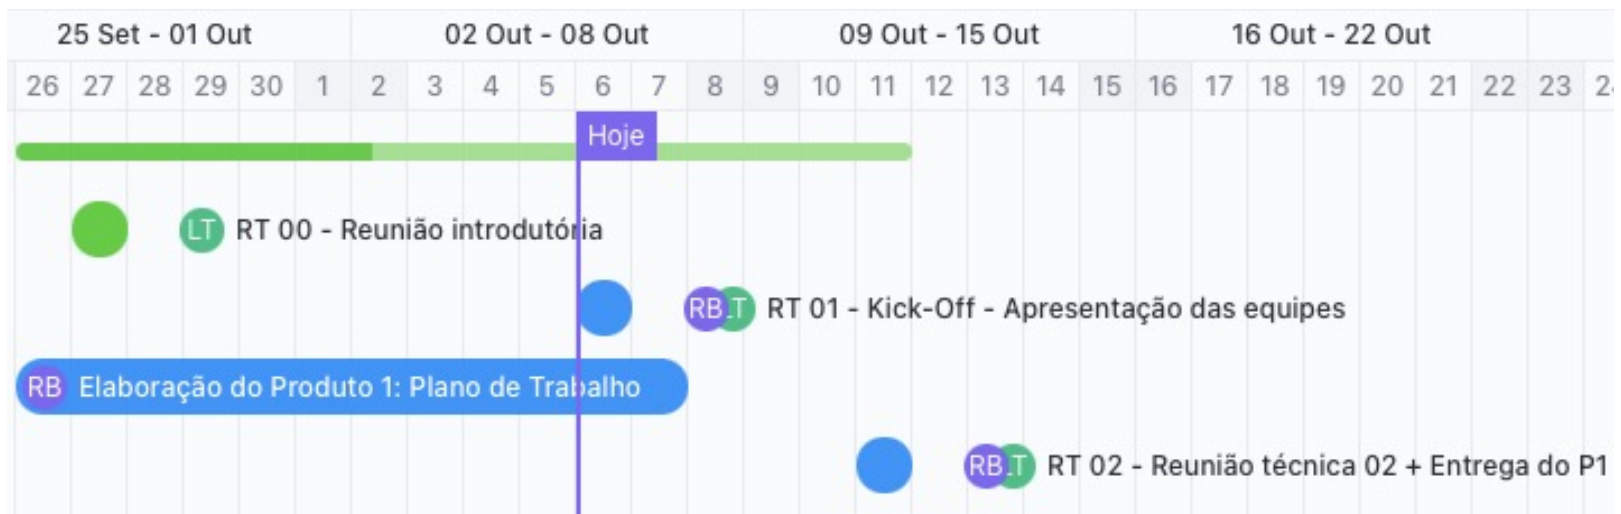 25 Set - 01 Out 02 Out - 08 Out 09 Out - 15 Out 16 Out - 22 Out
26 27 28 29 30 1 2 3 4 5 6 7 8 9 10 11 12 13 14 15 16 17 18 19 20 21 22 23
Hoje
LT RT 00 - Reunião introdutória
RB LT RT 01 - Kick-Off - Apresentação das equipes
RB Elaboração do Produto 1: Plano de Trabalho
RB LT RT 02 - Reunião técnica 02 + Entrega do P1